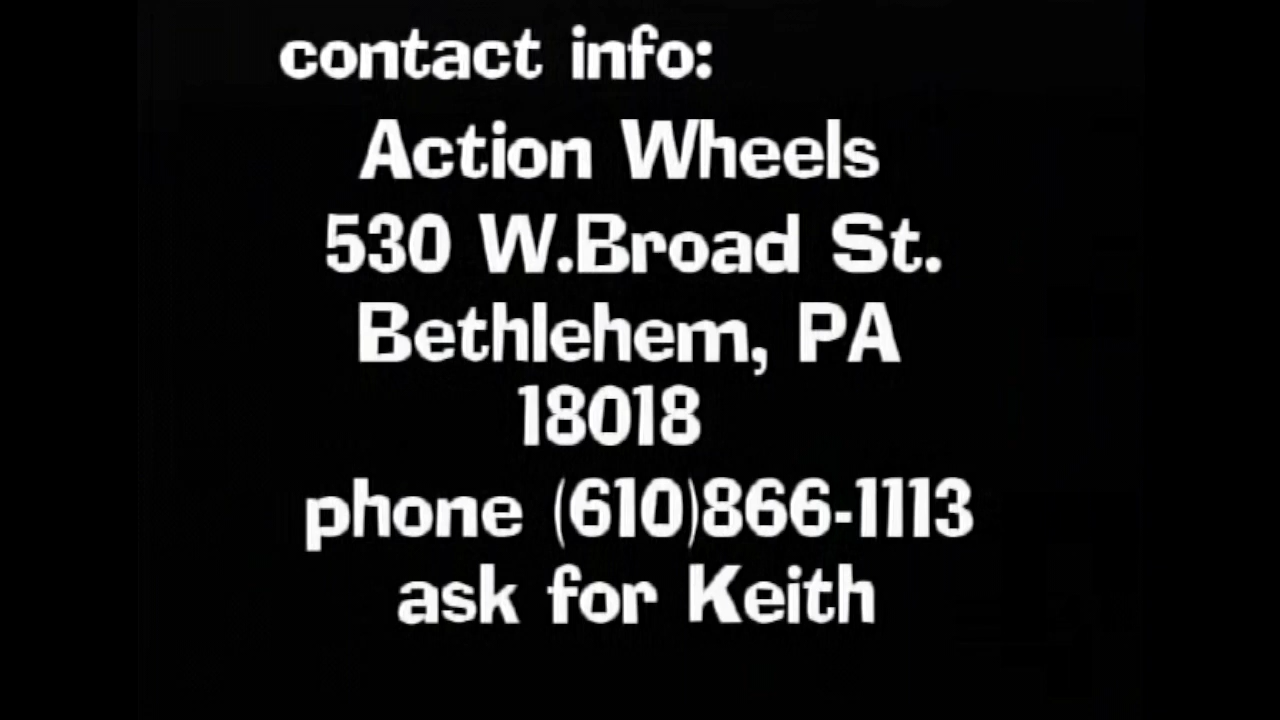 contact info:
Action Wheels
530 W.Broad St.
Bethlehem, PA
18018
phone (610)866-1113
ask for Keith